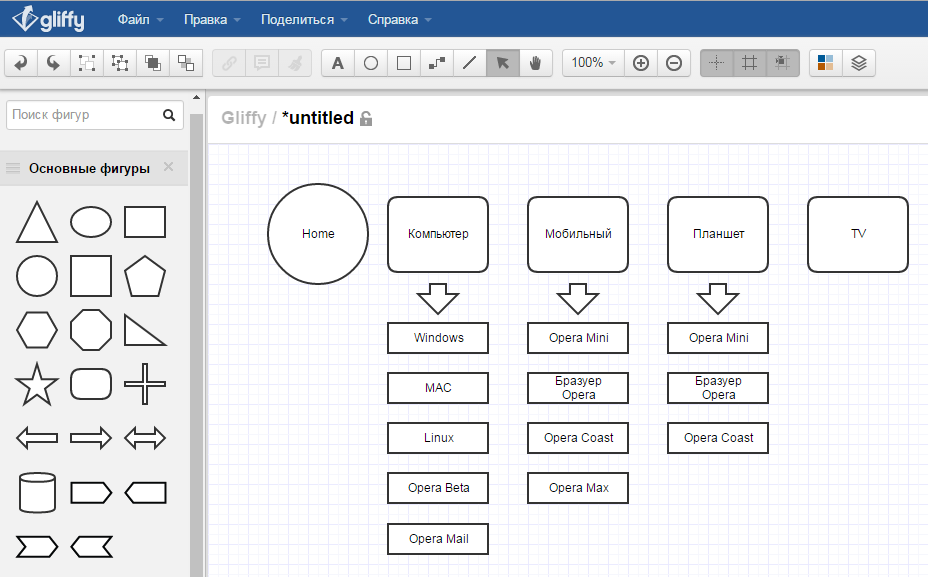 gliffy
Файл Правка Поделиться Справка
A 100%
Поиск фигур
Gliffy / *untitled
Основные фигуры
Home Компьютер Мобильный Планшет TV
Windows Opera Mini Opera Mini
MAC Бразуер Opera Бразуер Opera
Linux Opera Coast Opera Coast
Opera Beta Opera Max
Opera Mail